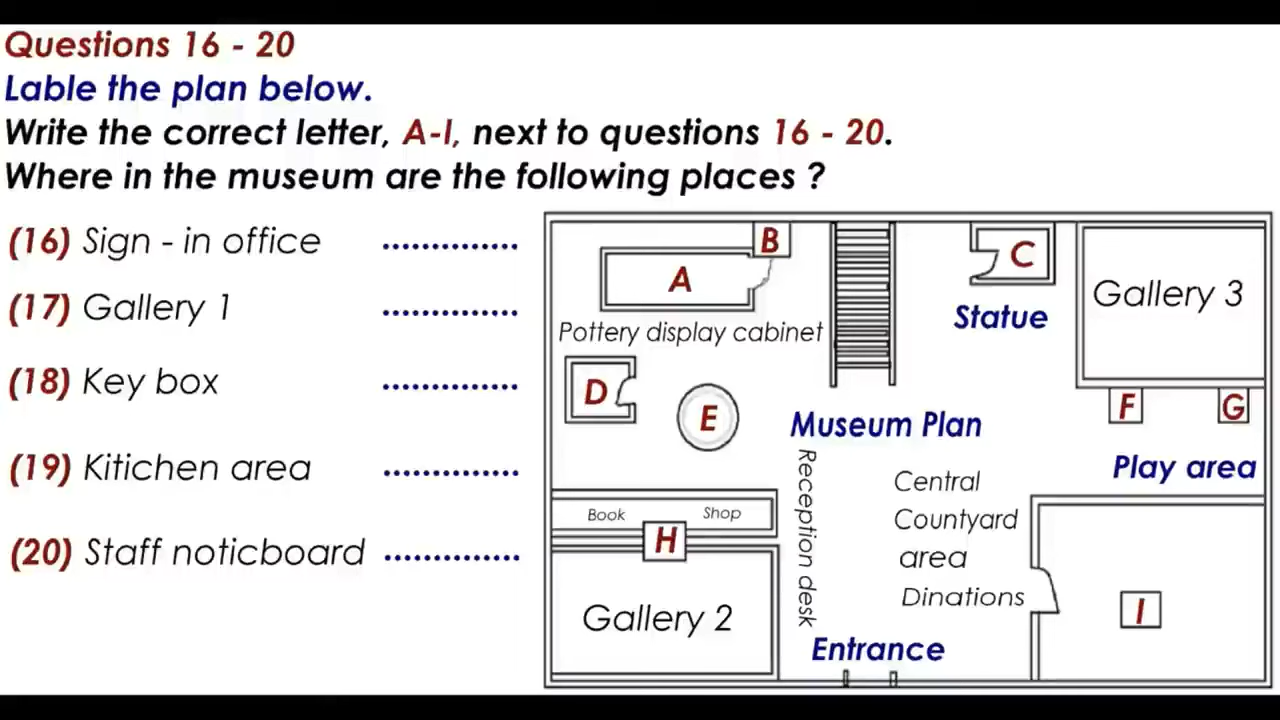 Questions 16 - 20
Lable the plan below.
Write the correct letter, A-I, next to questions 16 - 20.
Where in the museum are the following places ?
(16) Sign - in office ..............
(17) Gallery 1 ..............
(18) Key box ..............
(19) Kitichen area ..............
(20) Staff noticboard ..............
B
A
C
Gallery 3
Statue
Pottery display cabinet
D
E
F
G
Museum Plan
Play area
Reception desk
Central
Countyard
area
Dinations
Book Shop
H
Gallery 2
I
Entrance